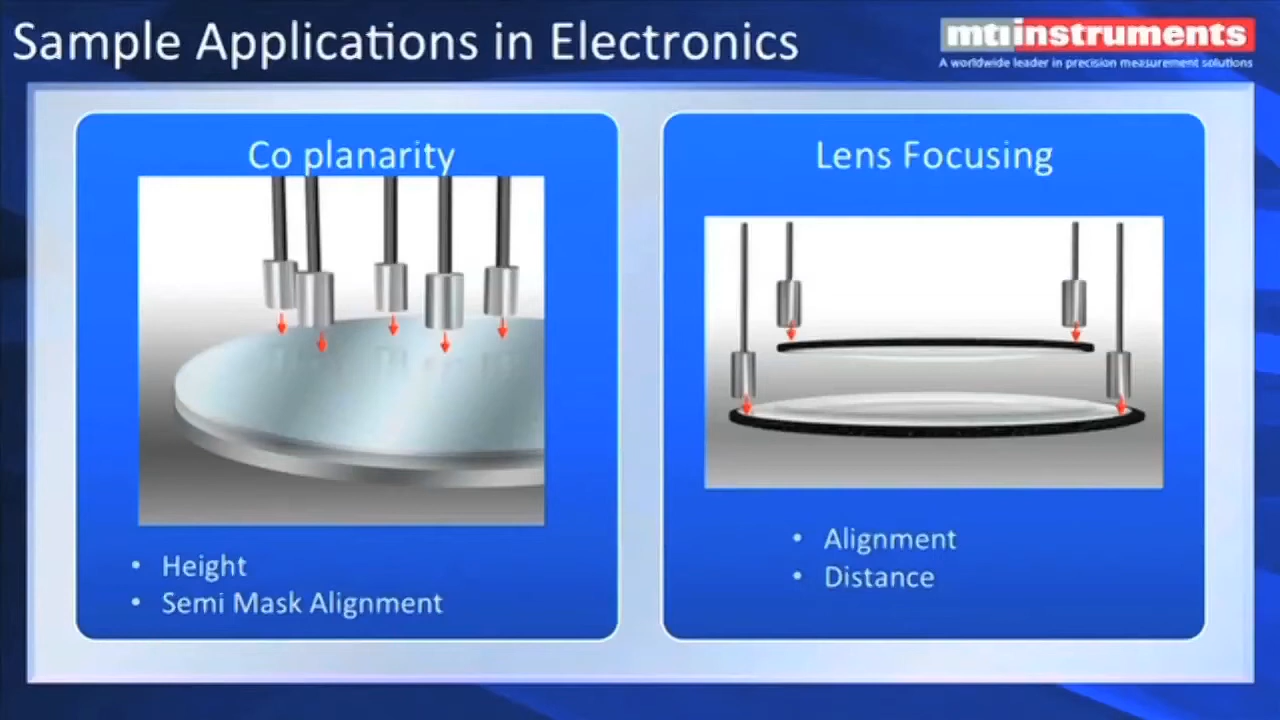 Sample Applications in Electronics
mtiinstruments
A worldwide leader in precision measurement solutions
Co planarity
• Height
• Semi Mask Alignment
Lens Focusing
• Alignment
• Distance